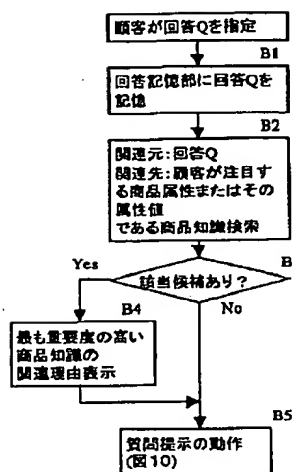 顧客が回答Qを指定
B1
回答記憶部に回答Qを
記憶
B2
関連元:回答Q
関連先:顧客が注目す
る商品属性またはその
属性値
である商品知識検索
B
該当候補あり?
Yes
No
B4
最も重要度の高い
商品知識の
関連理由表示
B5
質問提示の動作
(図10)